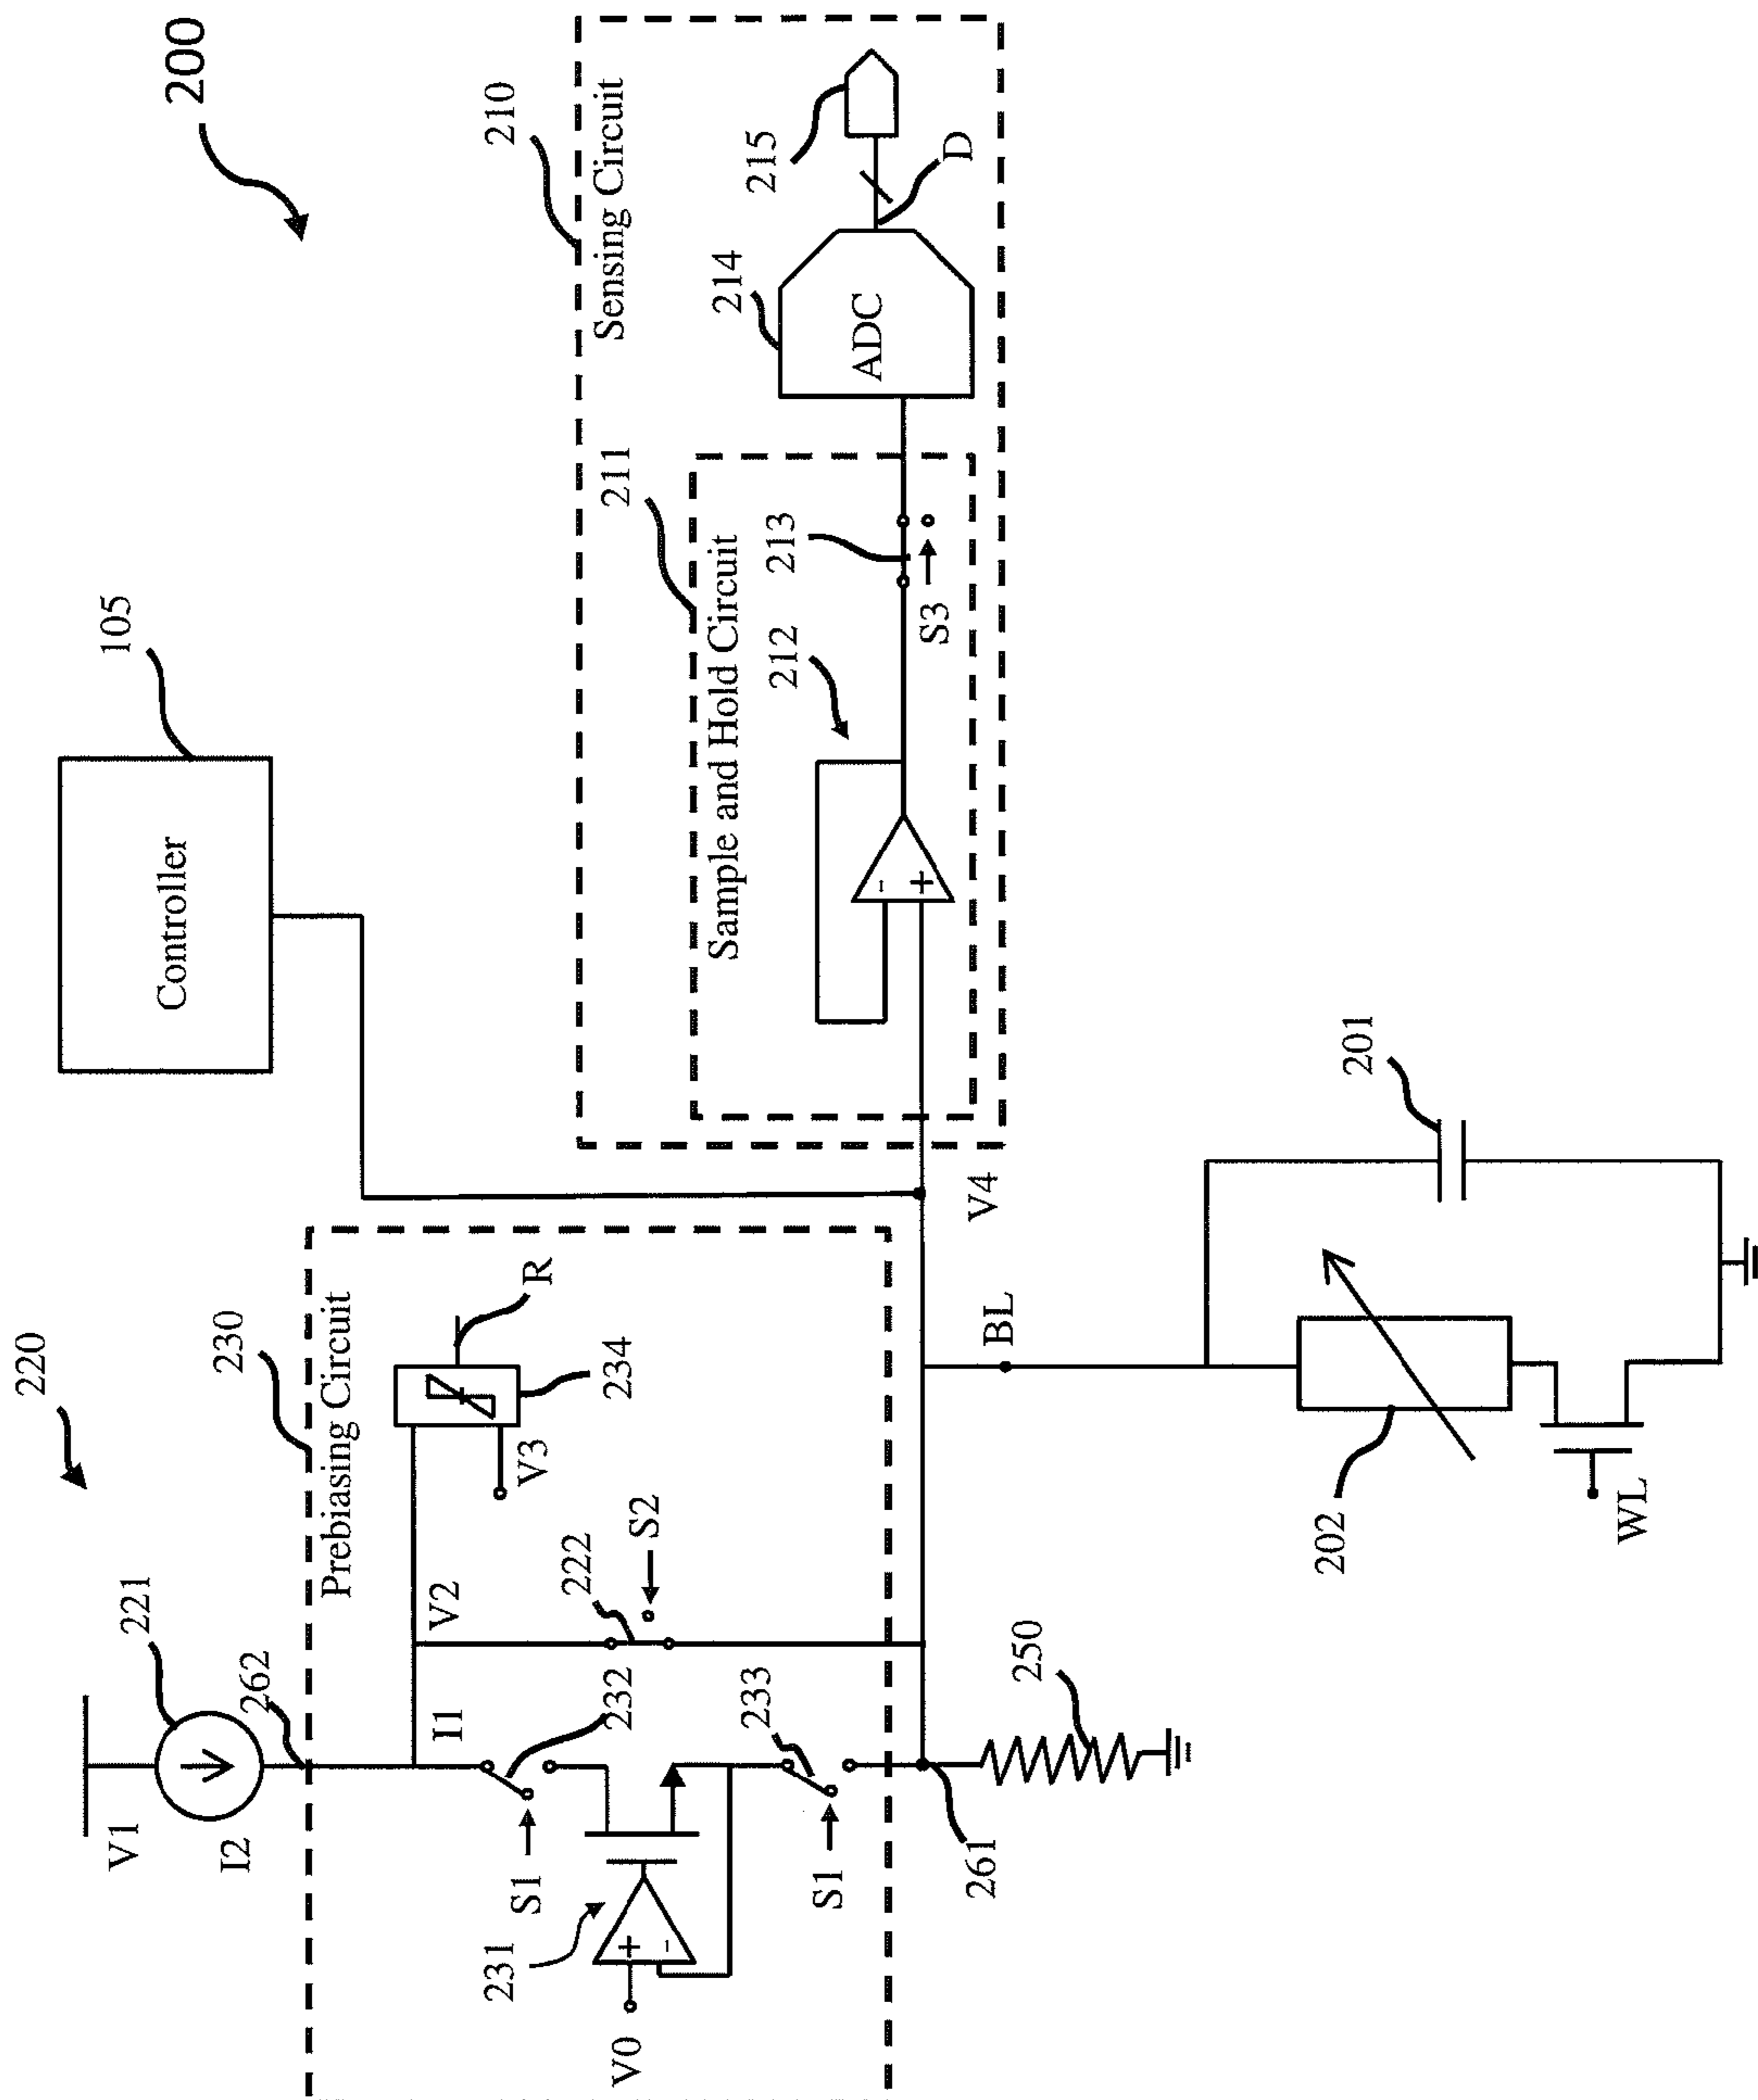 200
220
Controller
105
V1
I2
221
262
230
Prebiasing Circuit
I1
V2
R
234
V3
S1
232
222
S2
231
V0
S1
233
261
250
210
Sensing Circuit
211
Sample and Hold Circuit
212
-
+
213
S3
214
ADC
215
D
V4
BL
201
202
WL
+
-